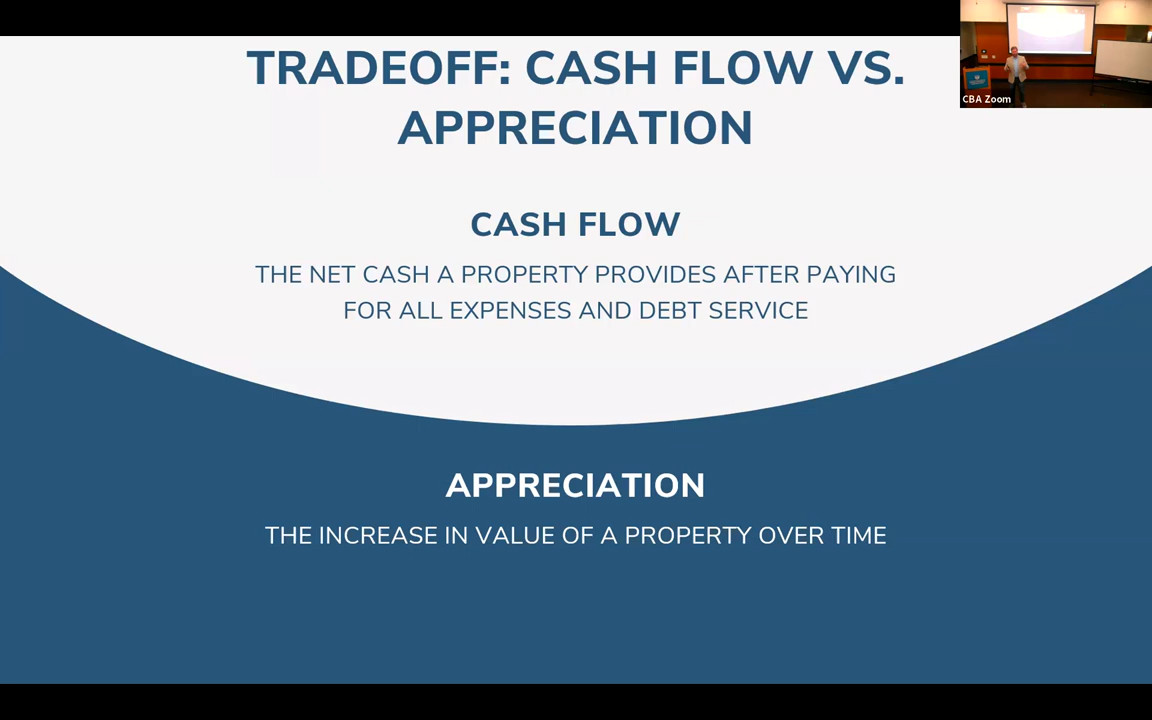 TRADEOFF: CASH FLOW VS.
APPRECIATION
CBA Zoom
CASH FLOW
THE NET CASH A PROPERTY PROVIDES AFTER PAYING
FOR ALL EXPENSES AND DEBT SERVICE
APPRECIATION
THE INCREASE IN VALUE OF A PROPERTY OVER TIME